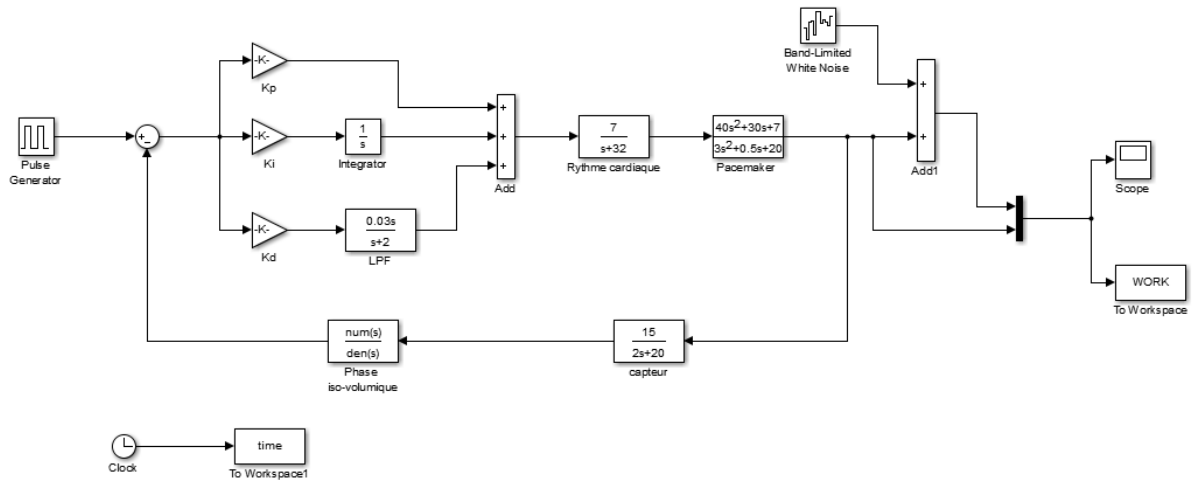 Band-Limited
White Noise
-K-
Kp
+
+
+
Add
Pulse
Generator
+
−
-K-
Ki
1
s
Integrator
7
s+32
Rythme cardiaque
40s²+30s+7
3s²+0.5s+20
Pacemaker
+
+
Add1
Scope
-K-
Kd
0.03s
s+2
LPF
WORK
To Workspace
num(s)
den(s)
Phase
iso-volumique
15
2s+20
capteur
Clock
time
To Workspace1